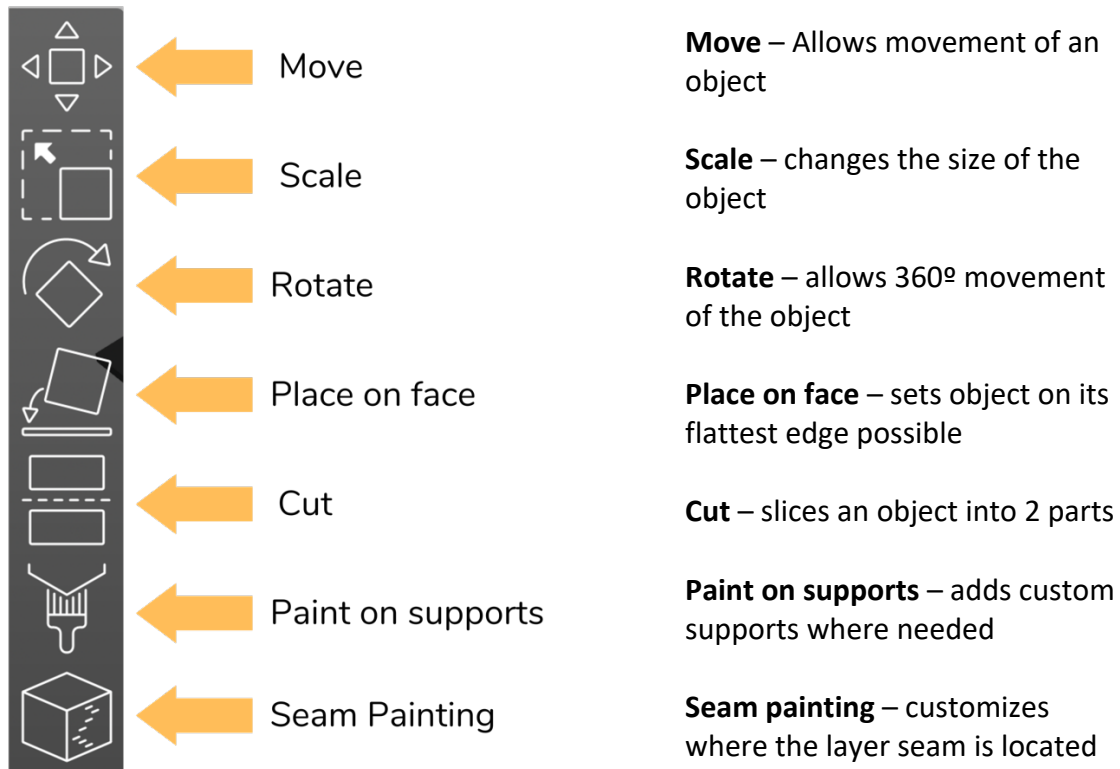 Move
Scale
Rotate
Place on face
Cut
Paint on supports
Seam Painting
Move – Allows movement of an
object
Scale – changes the size of the
object
Rotate – allows 360º movement
of the object
Place on face – sets object on its
flattest edge possible
Cut – slices an object into 2 parts
Paint on supports – adds custom
supports where needed
Seam painting – customizes
where the layer seam is located